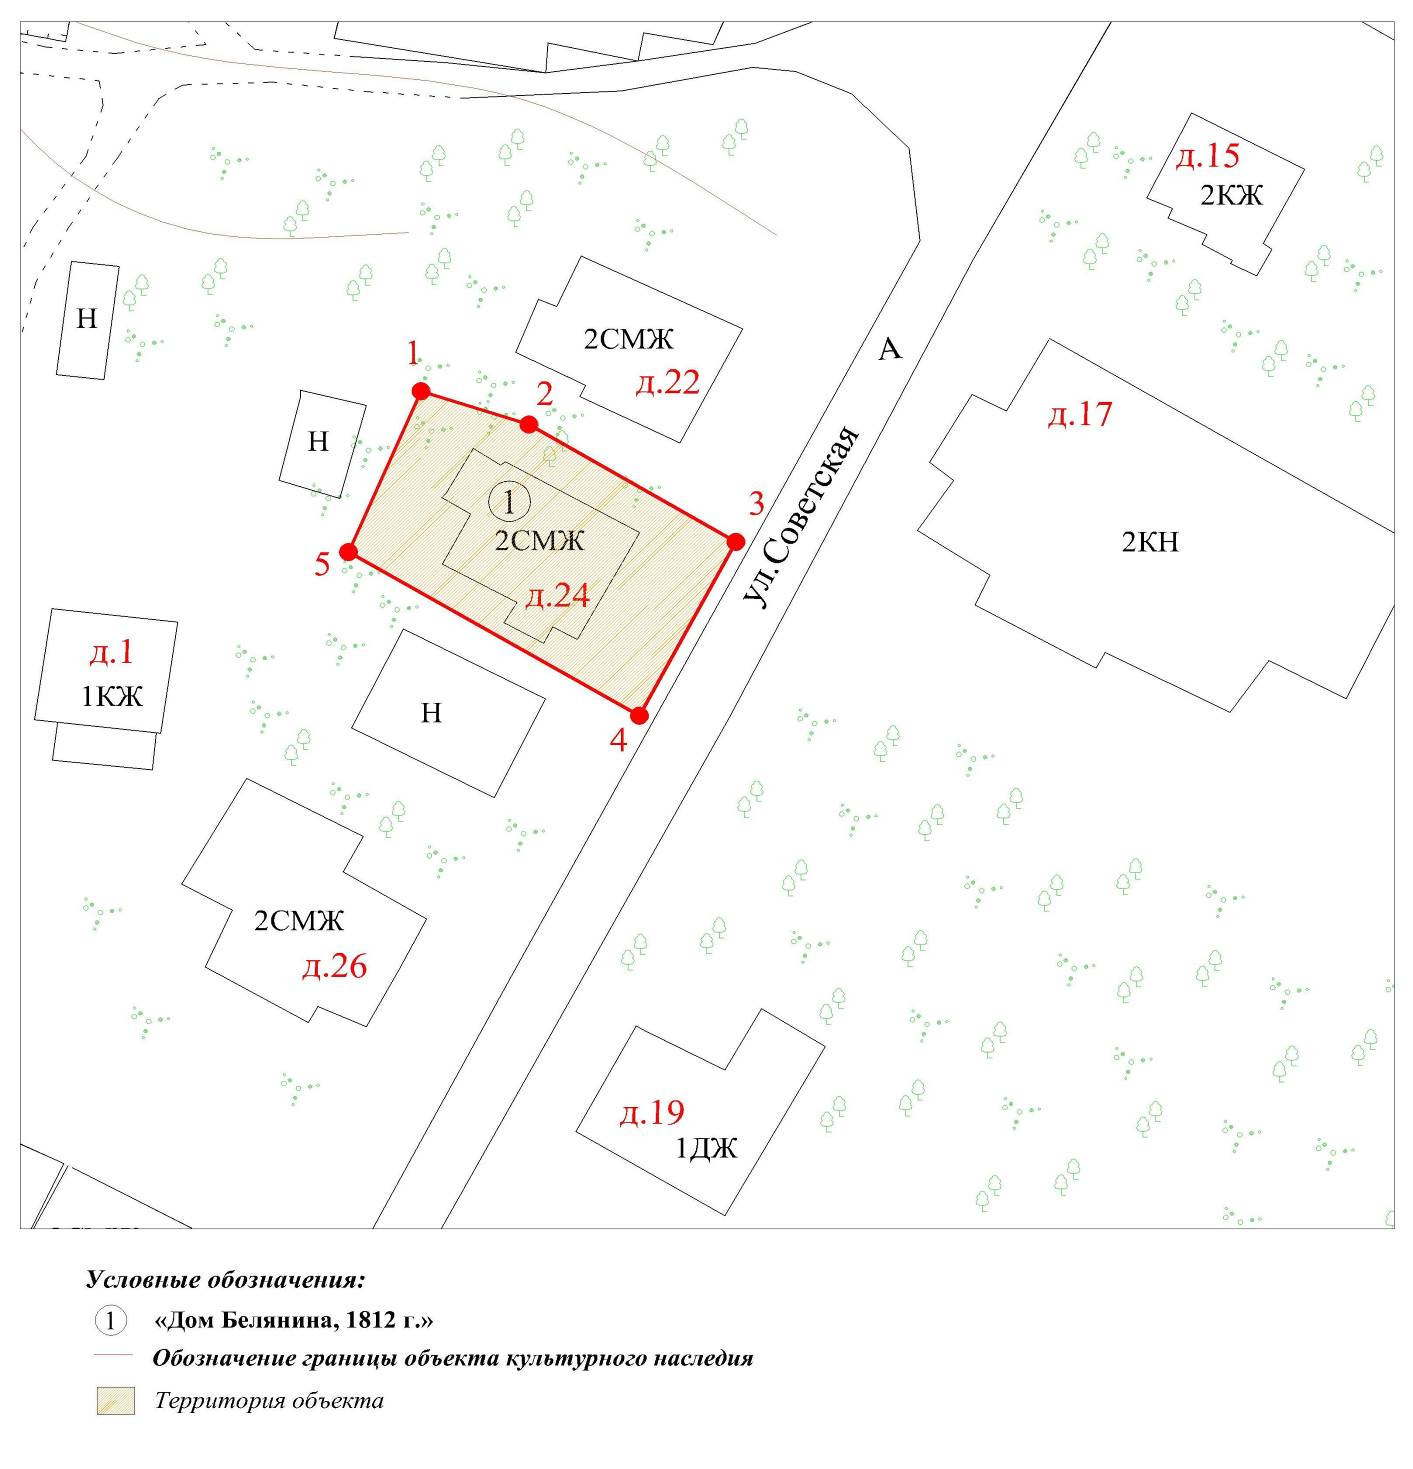 д.15
2КЖ
Н
2СМЖ
д.22
А
1
2
д.17
Н
3
1
2СМЖ
д.24
ул.Советская
2КН
5
д.1
1КЖ
Н
4
2СМЖ
д.26
д.19
1ДЖ
Условные обозначения:
1 «Дом Белянина, 1812 г.»
Обозначение границы объекта культурного наследия
Территория объекта